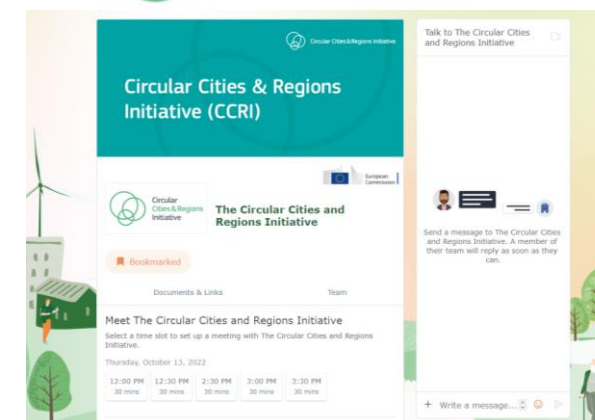 Circular Cities & Regions Initiative
Circular Cities & Regions
Initiative (CCRI)
European
Commission
Circular
Cities & Regions
Initiative
The Circular Cities and
Regions Initiative
Bookmarked
Documents & Links
Team
Meet The Circular Cities and Regions Initiative
Select a time slot to set up a meeting with The Circular Cities and Regions
Initiative.
Thursday, October 13, 2022
12:00 PM 12:30 PM 2:30 PM 3:00 PM 3:30 PM
30 mins 30 mins 30 mins 30 mins 30 mins
Talk to The Circular Cities
and Regions Initiative
Send a message to The Circular Cities
and Regions Initiative. A member of
their team will reply as soon as they
can.
+ Write a message...